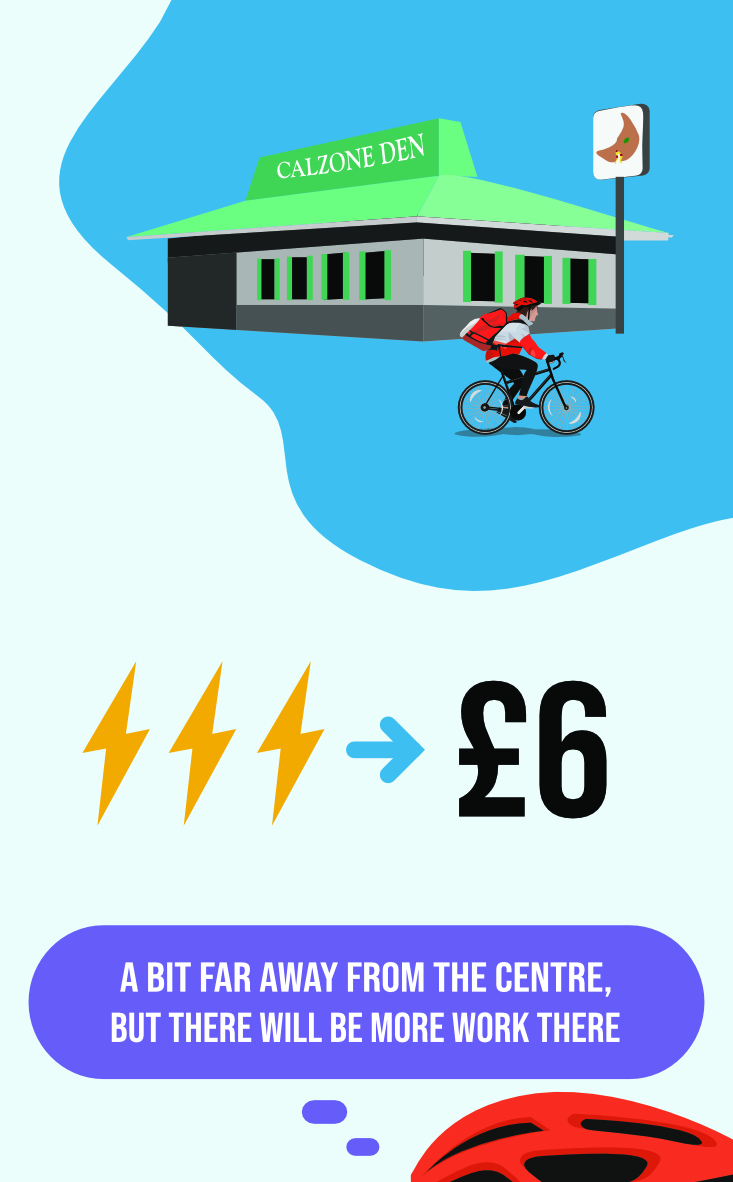 CALZONE DEN
£6
A BIT FAR AWAY FROM THE CENTRE,
BUT THERE WILL BE MORE WORK THERE